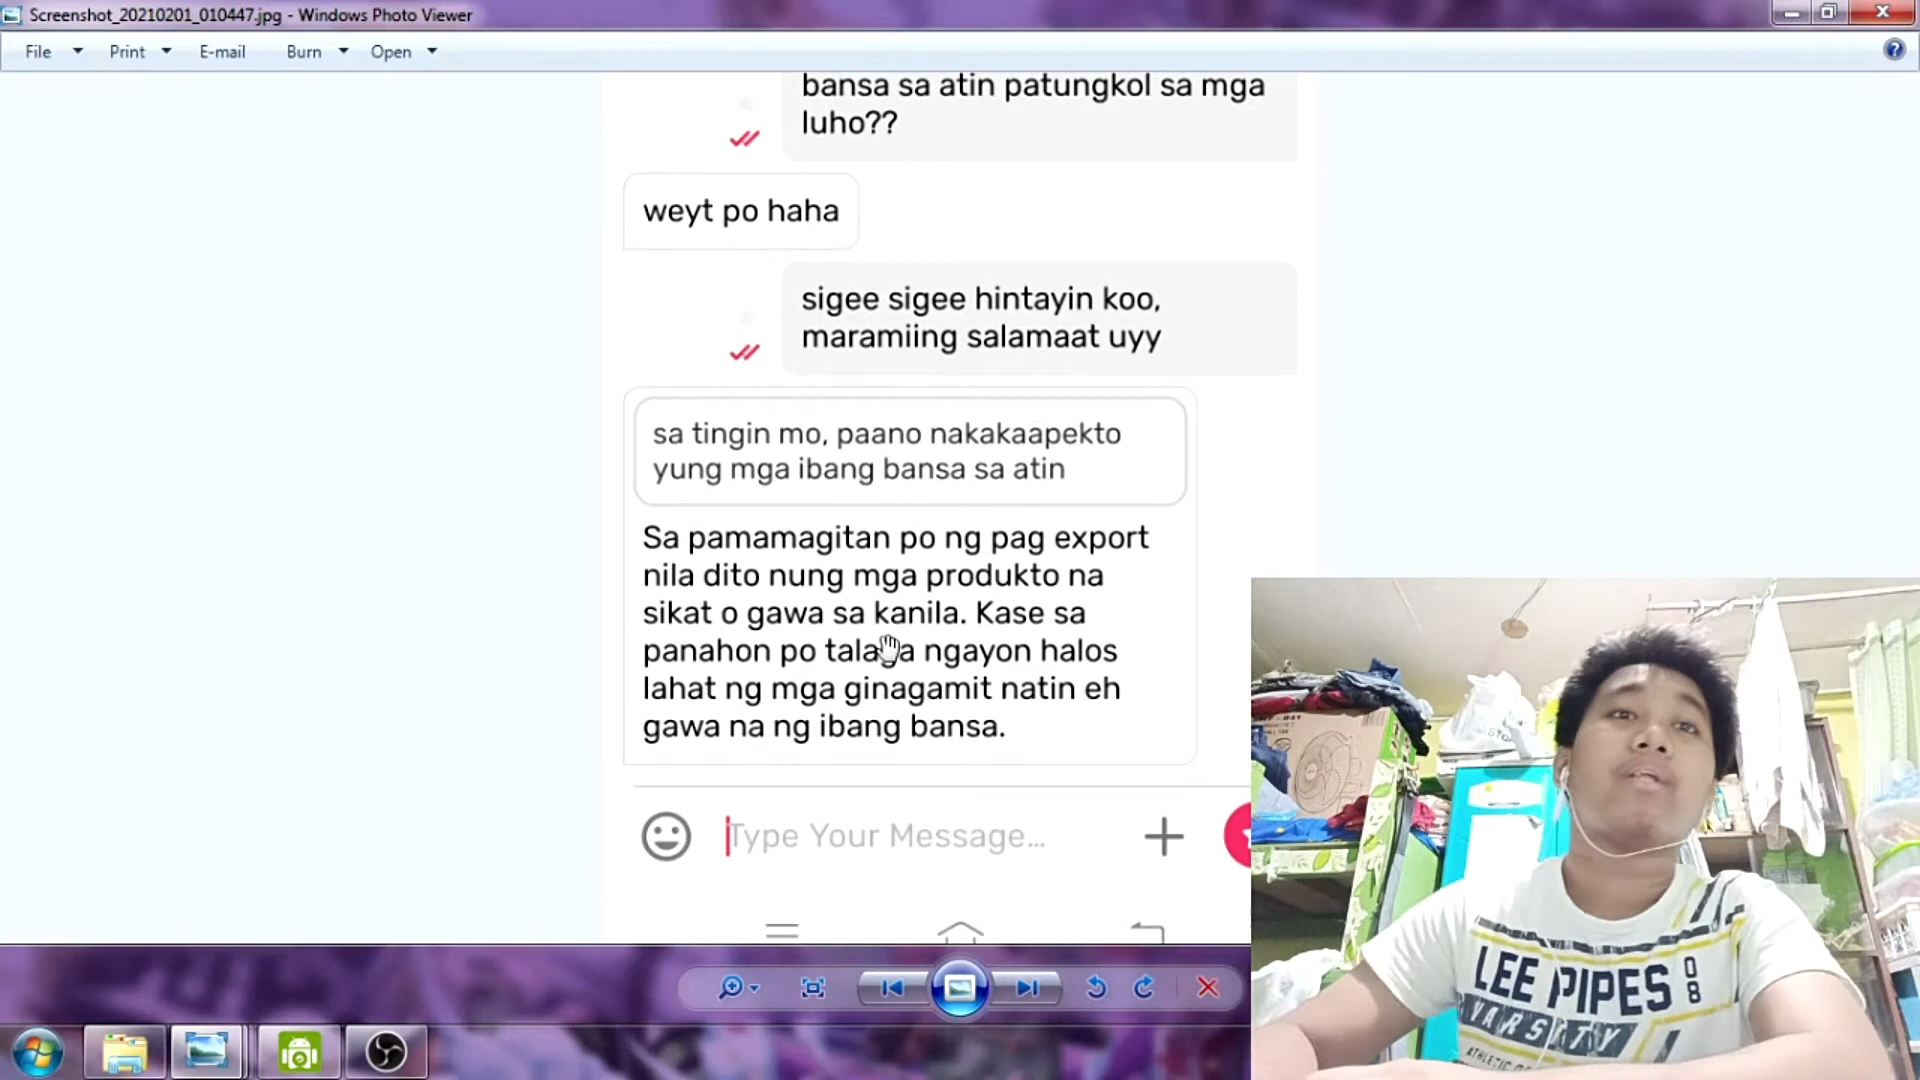 Screenshot_20210201_010447.jpg - Windows Photo Viewer
File Print E-mail Burn Open
bansa sa atin patungkol sa mga
luho??
weyt po haha
sigee sigee hintayin koo,
maramiing salamaat uyy
sa tingin mo, paano nakakaapekto
yung mga ibang bansa sa atin
Sa pamamagitan po ng pag export
nila dito nung mga produkto na
sikat o gawa sa kanila. Kase sa
panahon po talaga ngayon halos
lahat ng mga ginagamit natin eh
gawa na ng ibang bansa.
Type Your Message...
LEE PIPES 08
VARSITY